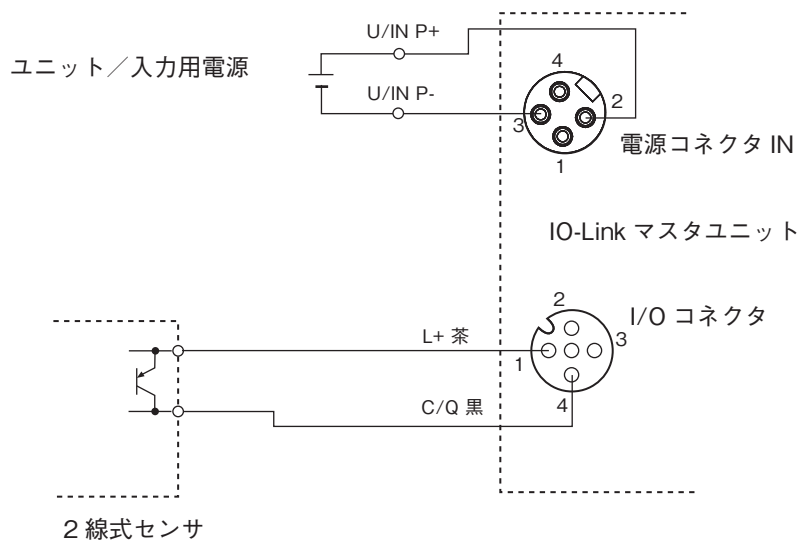 U/IN P+
ユニット／入力用電源
U/IN P-
4
2
3
1
電源コネクタ IN
IO-Link マスタユニット
2
I/O コネクタ
3
L+ 茶
1
C/Q 黒
4
2 線式センサ